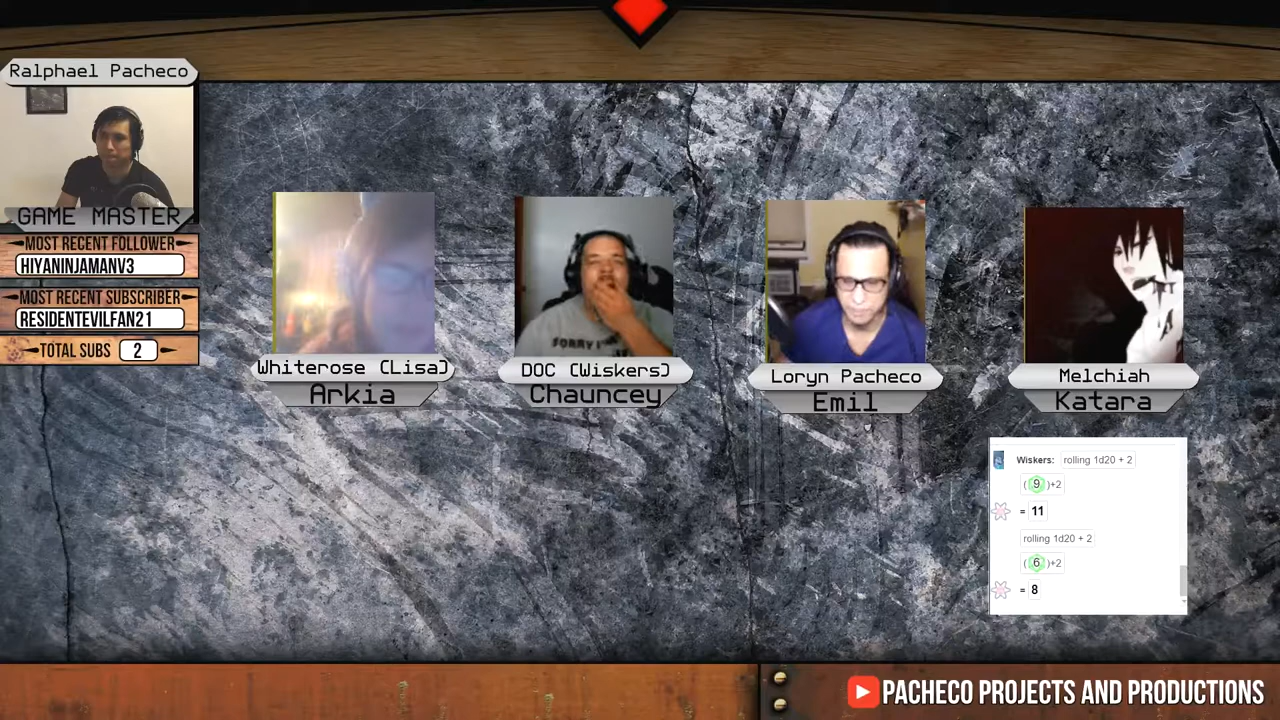 Ralphael Pacheco
GAME MASTER
MOST RECENT FOLLOWER
HIYANINJAMANV3
MOST RECENT SUBSCRIBER
RESIDENTEVILFAN21
TOTAL SUBS 2
Whiterose (Lisa)
Arkia
SORRY I
DOC (Wiskers)
Chauncey
Loryn Pacheco
Emil
Melchiah
Katara
Wiskers: rolling 1d20 + 2
(9)+2
= 11
rolling 1d20 + 2
(6)+2
= 8
PACHECO PROJECTS AND PRODUCTIONS